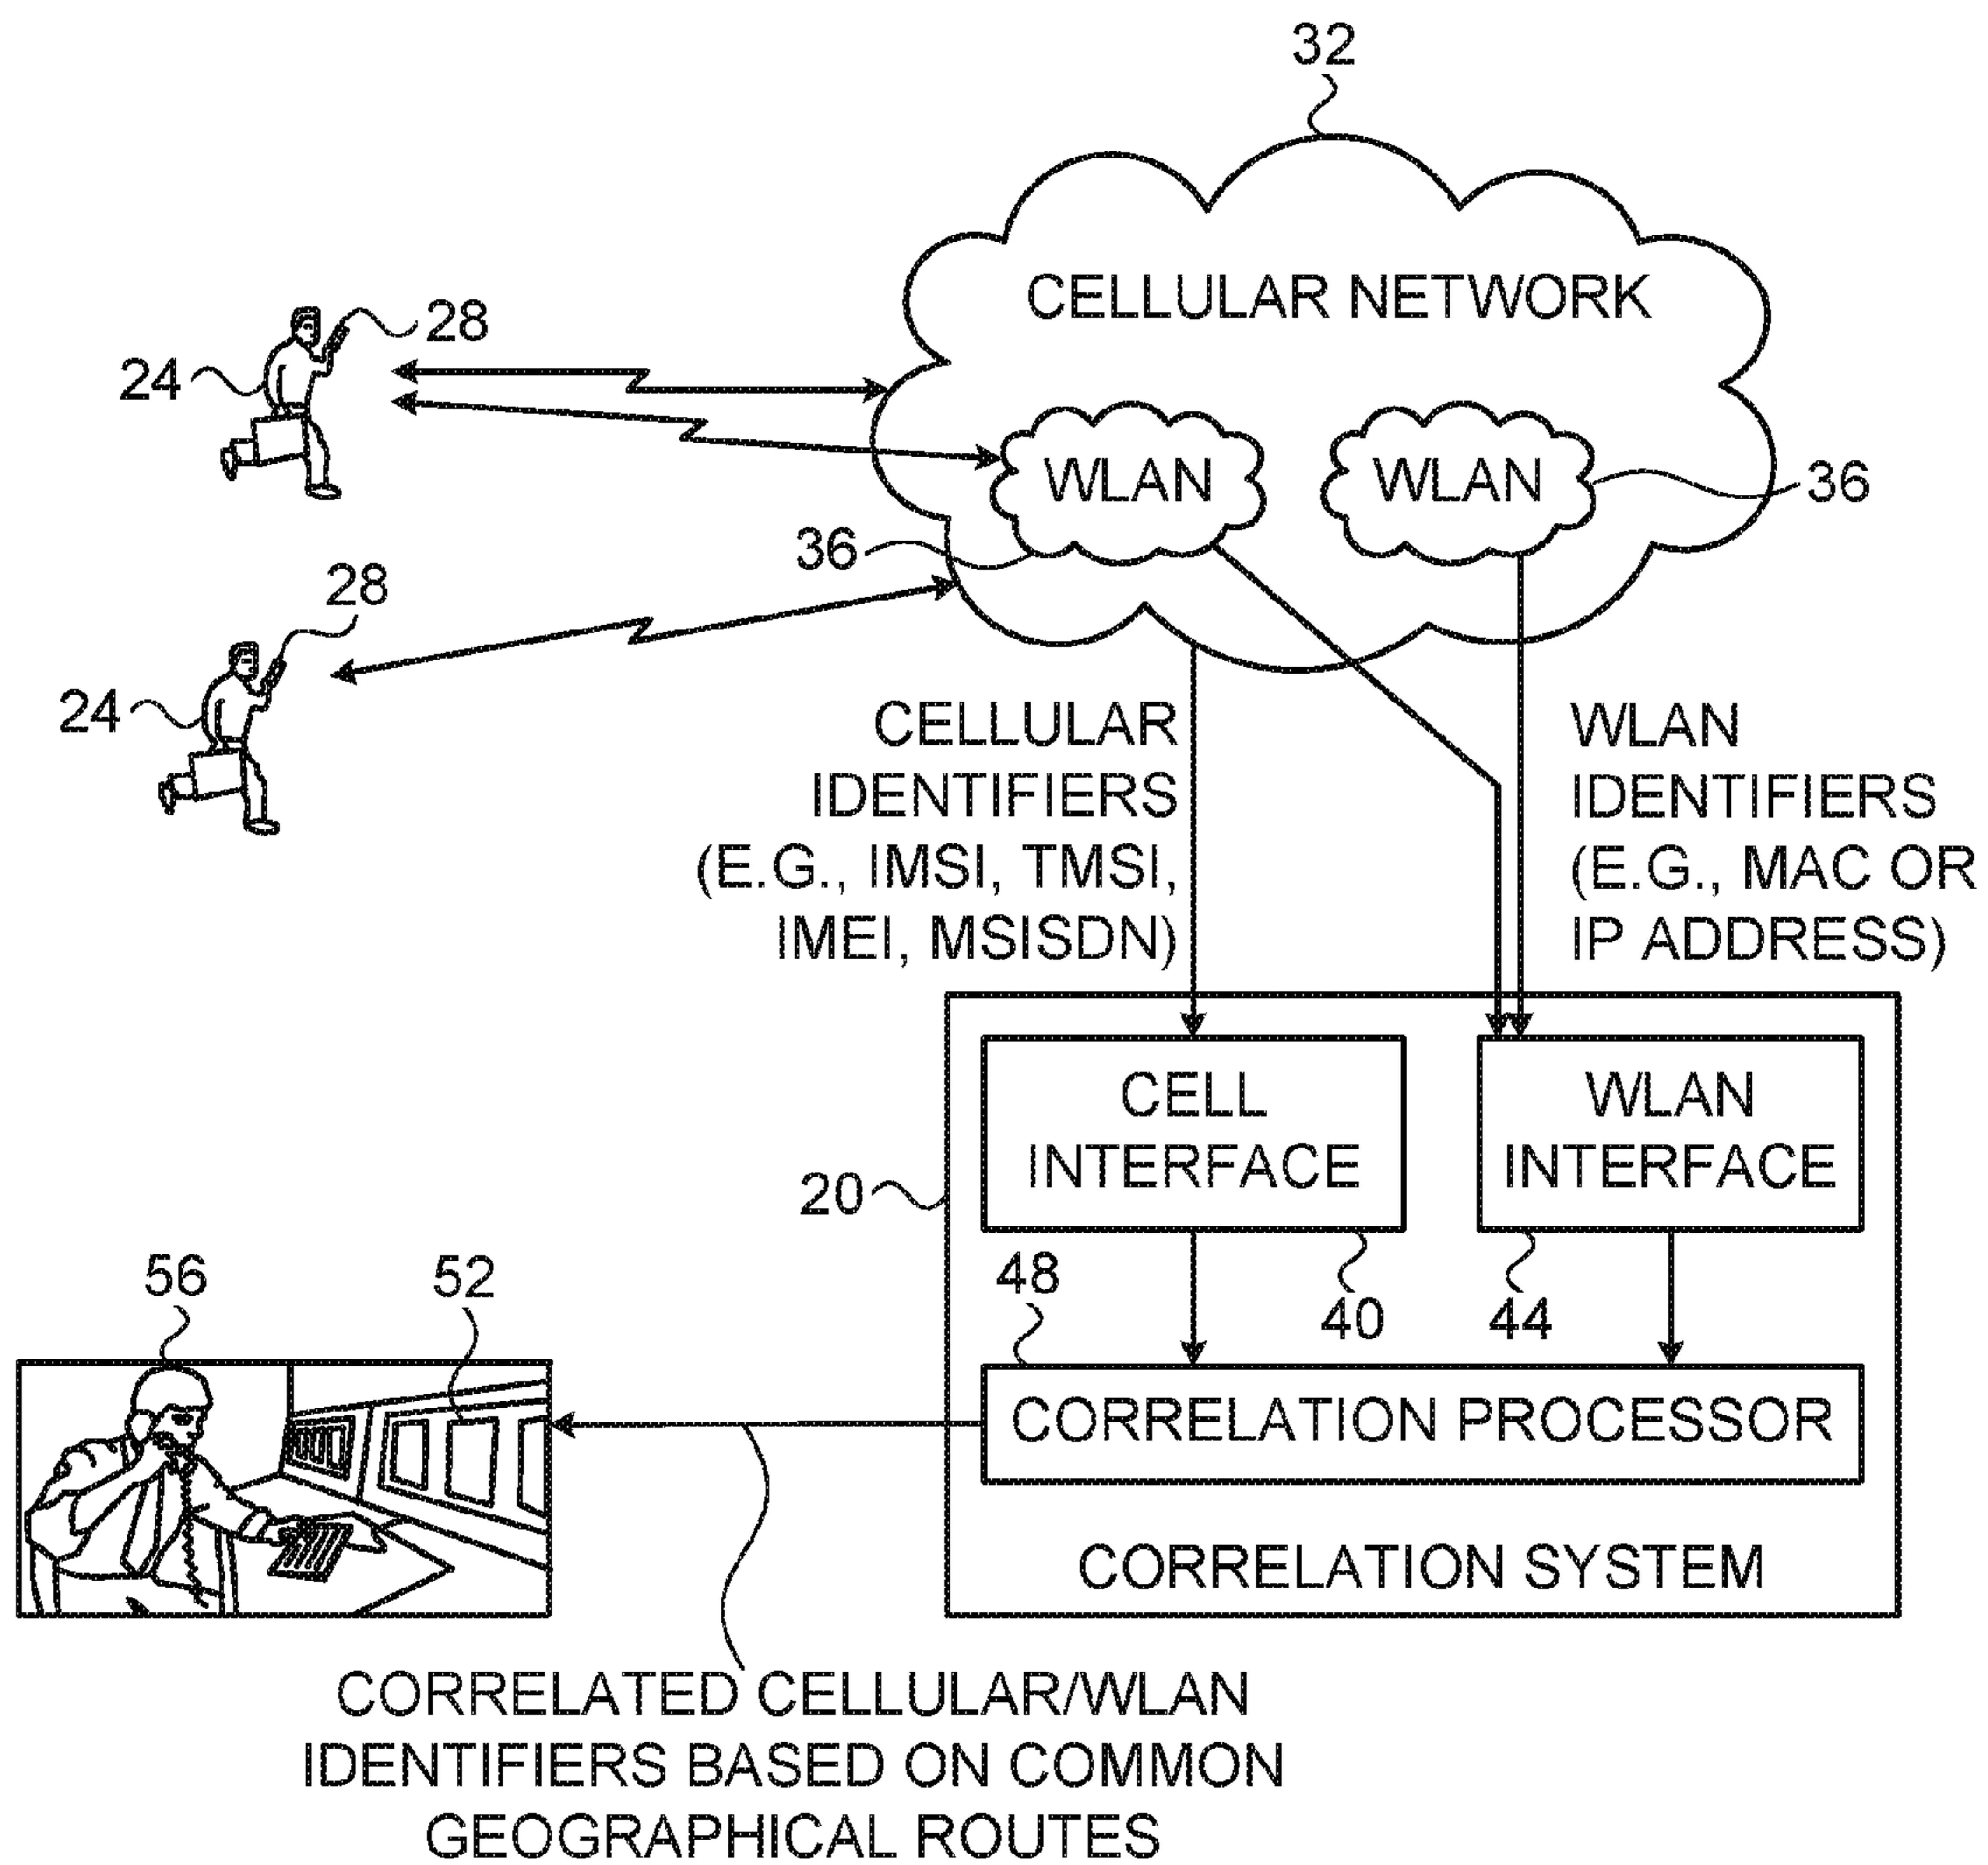 32
CELLULAR NETWORK
28
24
WLAN
WLAN
36
36
28
24
CELLULAR
IDENTIFIERS
(E.G., IMSI, TMSI,
IMEI, MSISDN)
WLAN
IDENTIFIERS
(E.G., MAC OR
IP ADDRESS)
CELL
INTERFACE
WLAN
INTERFACE
20
48
40
44
56
52
CORRELATION PROCESSOR
CORRELATION SYSTEM
CORRELATED CELLULAR/WLAN
IDENTIFIERS BASED ON COMMON
GEOGRAPHICAL ROUTES